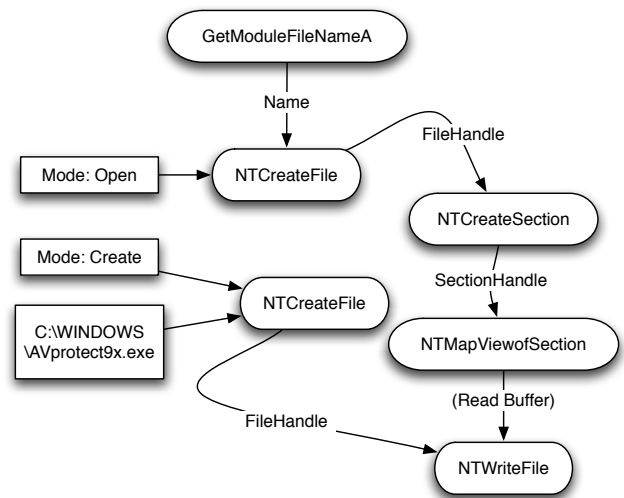 GetModuleFileNameA
Name
FileHandle
Mode: Open
NTCreateFile
NTCreateSection
Mode: Create
SectionHandle
NTCreateFile
C:\WINDOWS
\AVprotect9x.exe
NTMapViewofSection
(Read Buffer)
FileHandle
NTWriteFile